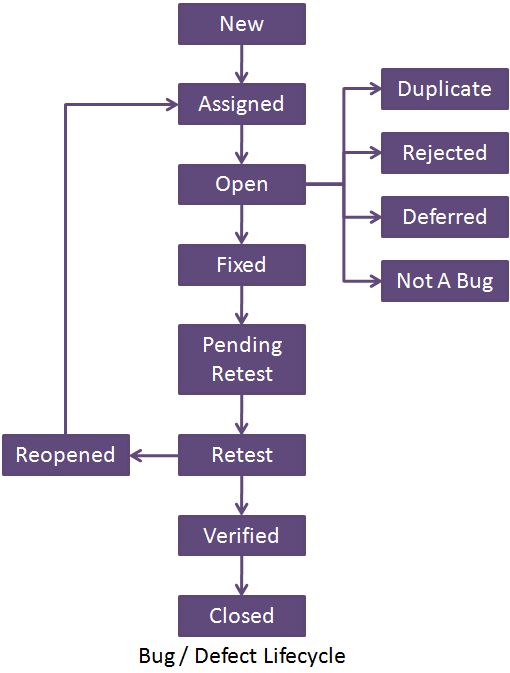 New
Assigned
Duplicate
Rejected
Open
Deferred
Fixed
Not A Bug
Pending
Retest
Reopened
Retest
Verified
Closed
Bug / Defect Lifecycle